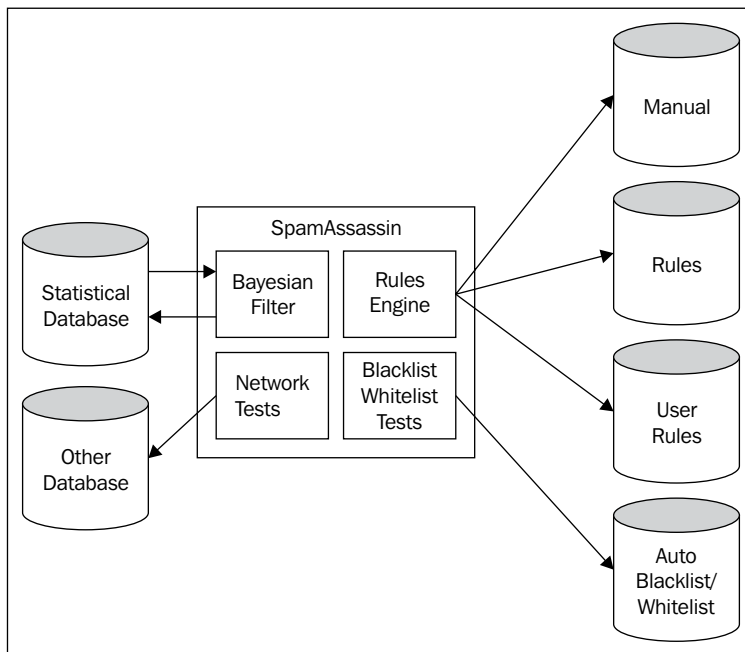 Manual
Rules
User
Rules
Auto
Blacklist/
Whitelist
SpamAssassin
Bayesian
Filter
Rules
Engine
Network
Tests
Blacklist
Whitelist
Tests
Statistical
Database
Other
Database